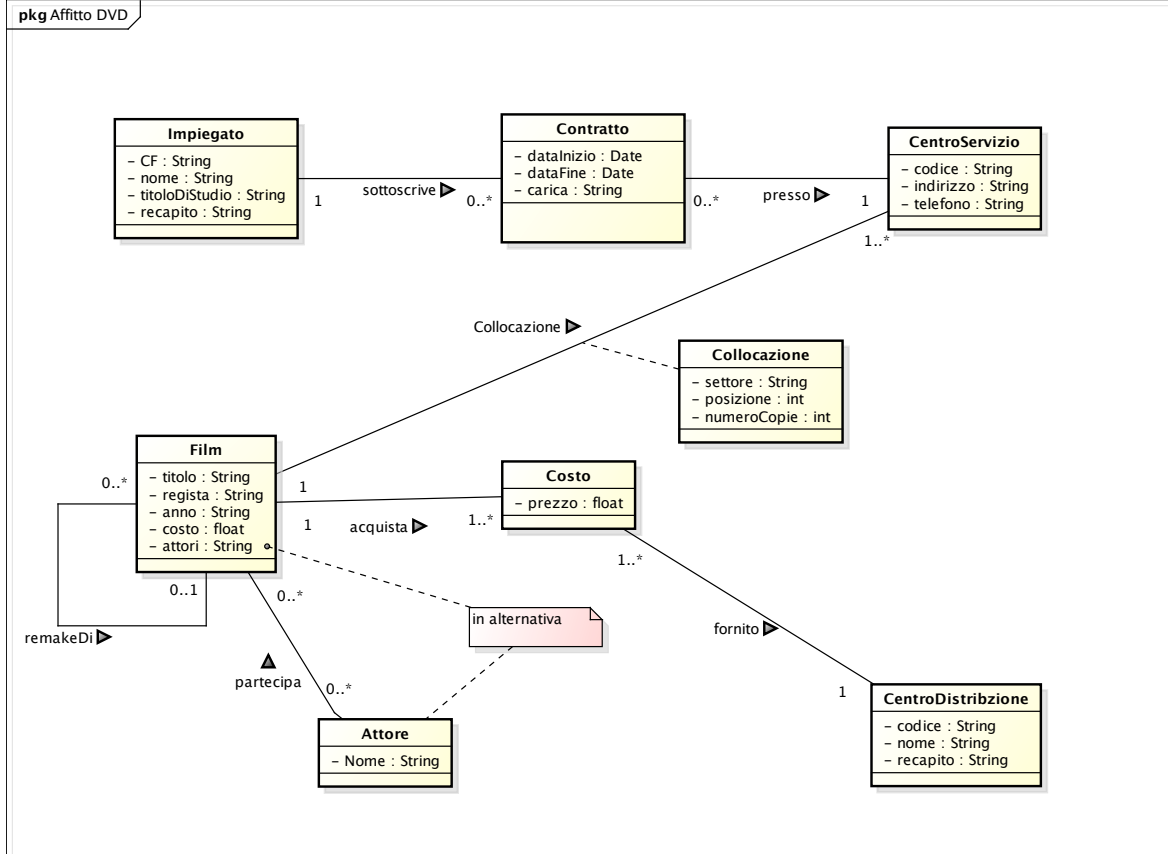 pkg Affitto DVD
Impiegato
– CF : String
– nome : String
– titoloDiStudio : String
– recapito : String
1
sottoscrive
0..*
Contratto
– dataInizio : Date
– dataFine : Date
– carica : String
0..*
presso
1
CentroServizio
– codice : String
– indirizzo : String
– telefono : String
1..*
Collocazione
Collocazione
– settore : String
– posizione : int
– numeroCopie : int
Film
– titolo : String
– regista : String
– anno : String
– costo : float
– attori : String
0..*
0..1
remakeDi
1
1
acquista
1..*
Costo
– prezzo : float
1..*
fornito
1
in alternativa
0..*
partecipa
0..*
Attore
– Nome : String
CentroDistribzione
– codice : String
– nome : String
– recapito : String